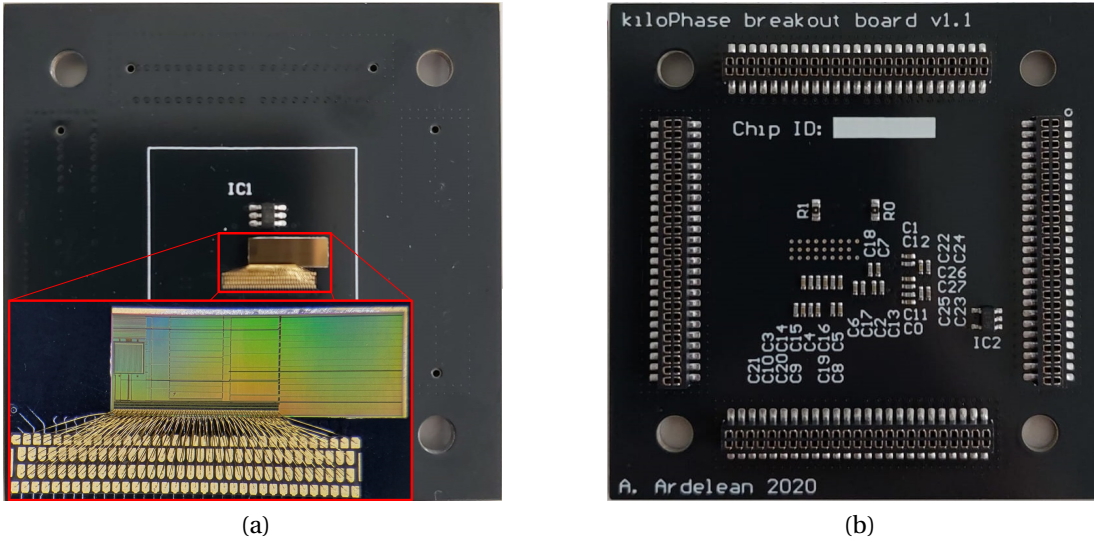 IC1
(a)
kiloPhase breakout board v1.1
Chip ID:
R1
R0
C18
C7
C1
C12
C22
C24
C26
C27
C25
C23
C11
C0
C6
C17
C2
C13
IC2
C21
C10
C3
C20
C14
C9
C15
C4
C19
C16
C8
C5
A. Ardelean 2020
(b)